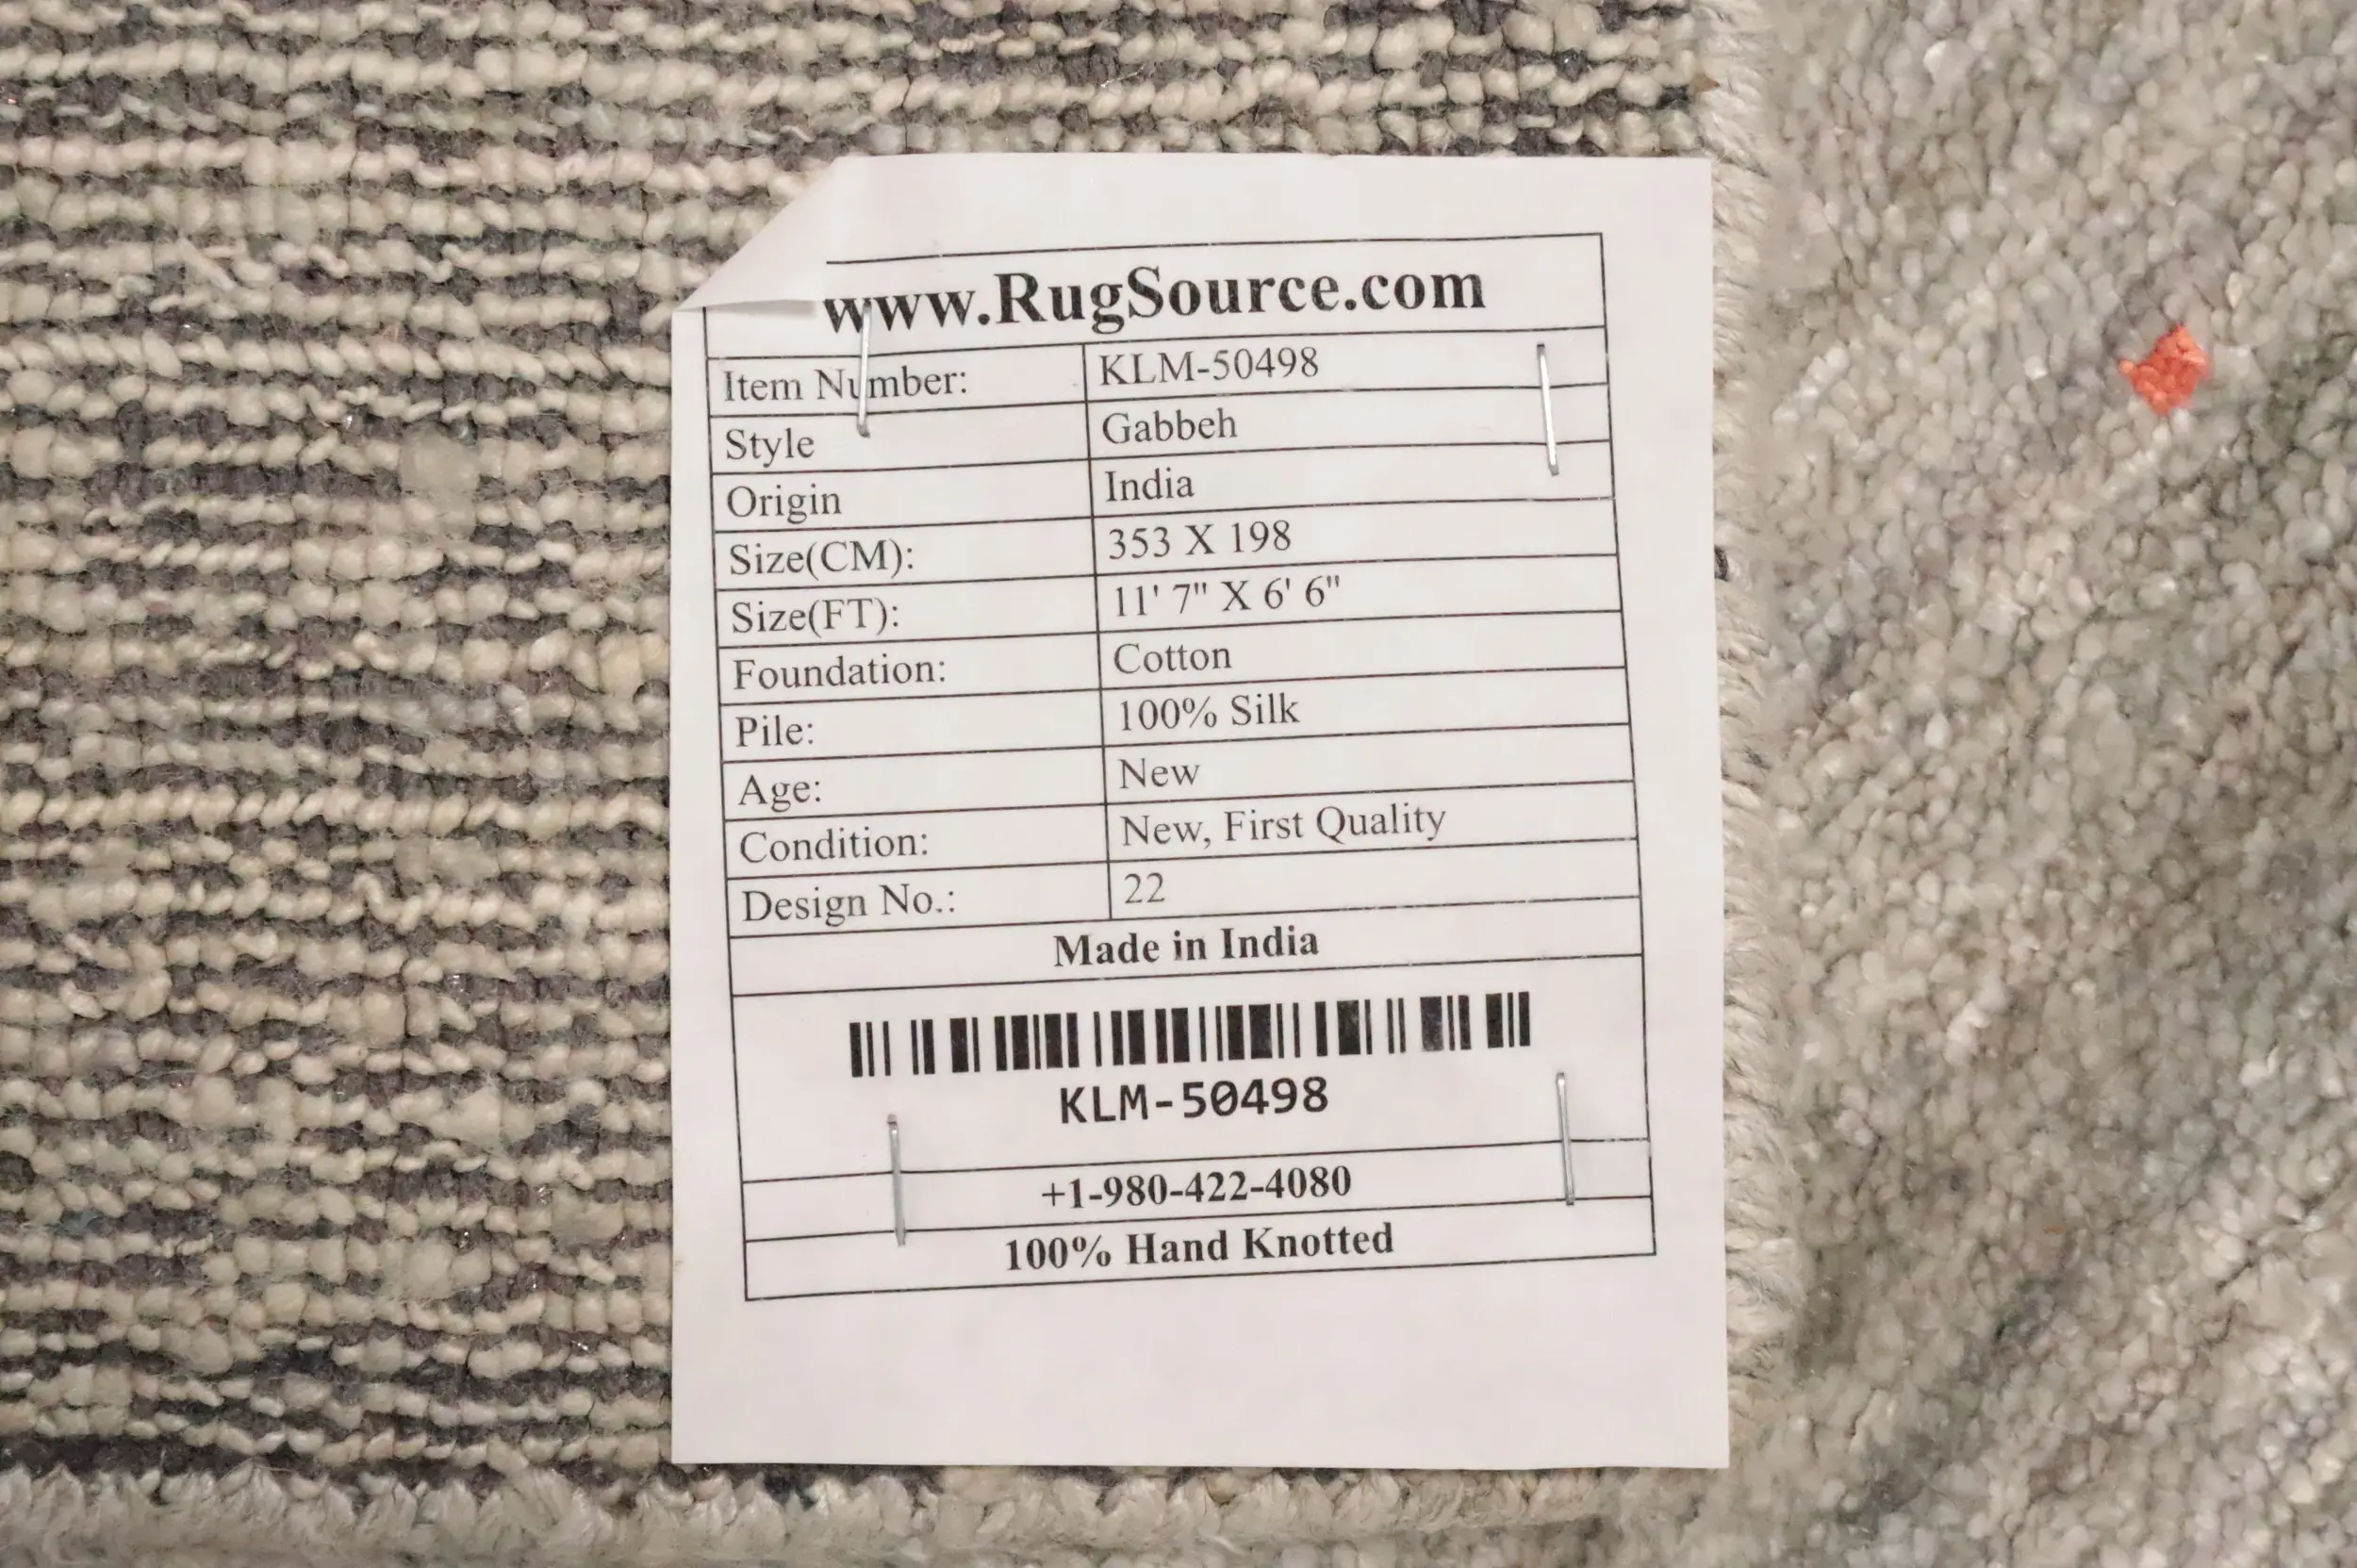 www.RugSource.com
Item Number: KLM-50498
Style Gabbeh
Origin India
Size(CM): 353 X 198
Size(FT): 11' 7" X 6' 6"
Foundation: Cotton
Pile: 100% Silk
Age: New
Condition: New, First Quality
Design No.: 22
Made in India
KLM-50498
+1-980-422-4080
100% Hand Knotted